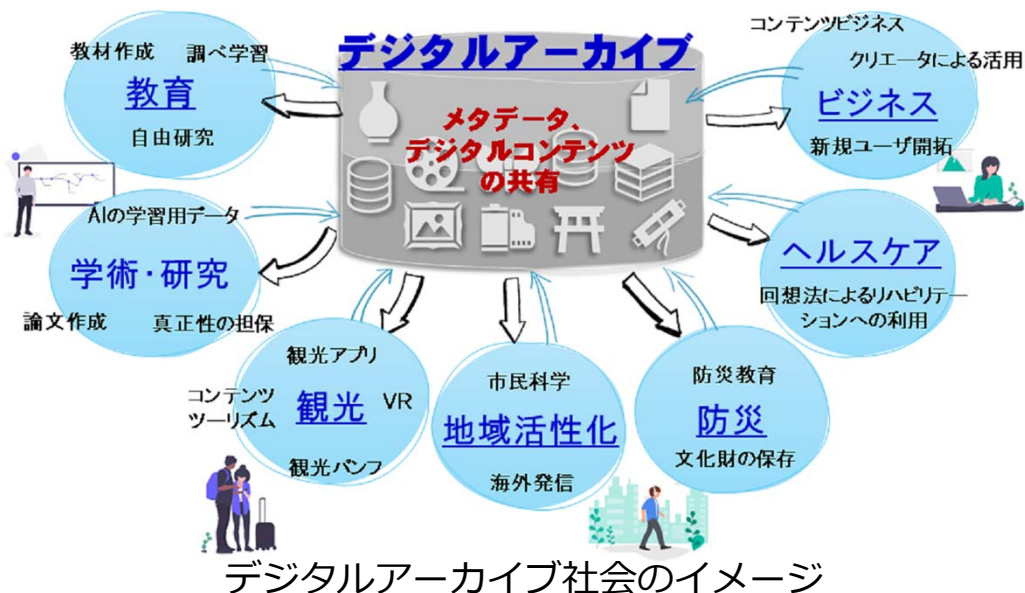 デジタルアーカイブ
メタデータ、
デジタルコンテンツ
の共有
教材作成 調べ学習
教育
自由研究
AIの学習用データ
学術・研究
論文作成 真正性の担保
観光アプリ
コンテンツ
ツーリズム
観光 VR
観光パンフ
市民科学
地域活性化
海外発信
防災教育
防災
文化財の保存
ヘルスケア
回想法によるリハビリテー
ションへの利用
コンテンツビジネス
クリエータによる活用
ビジネス
新規ユーザ開拓
デジタルアーカイブ社会のイメージ